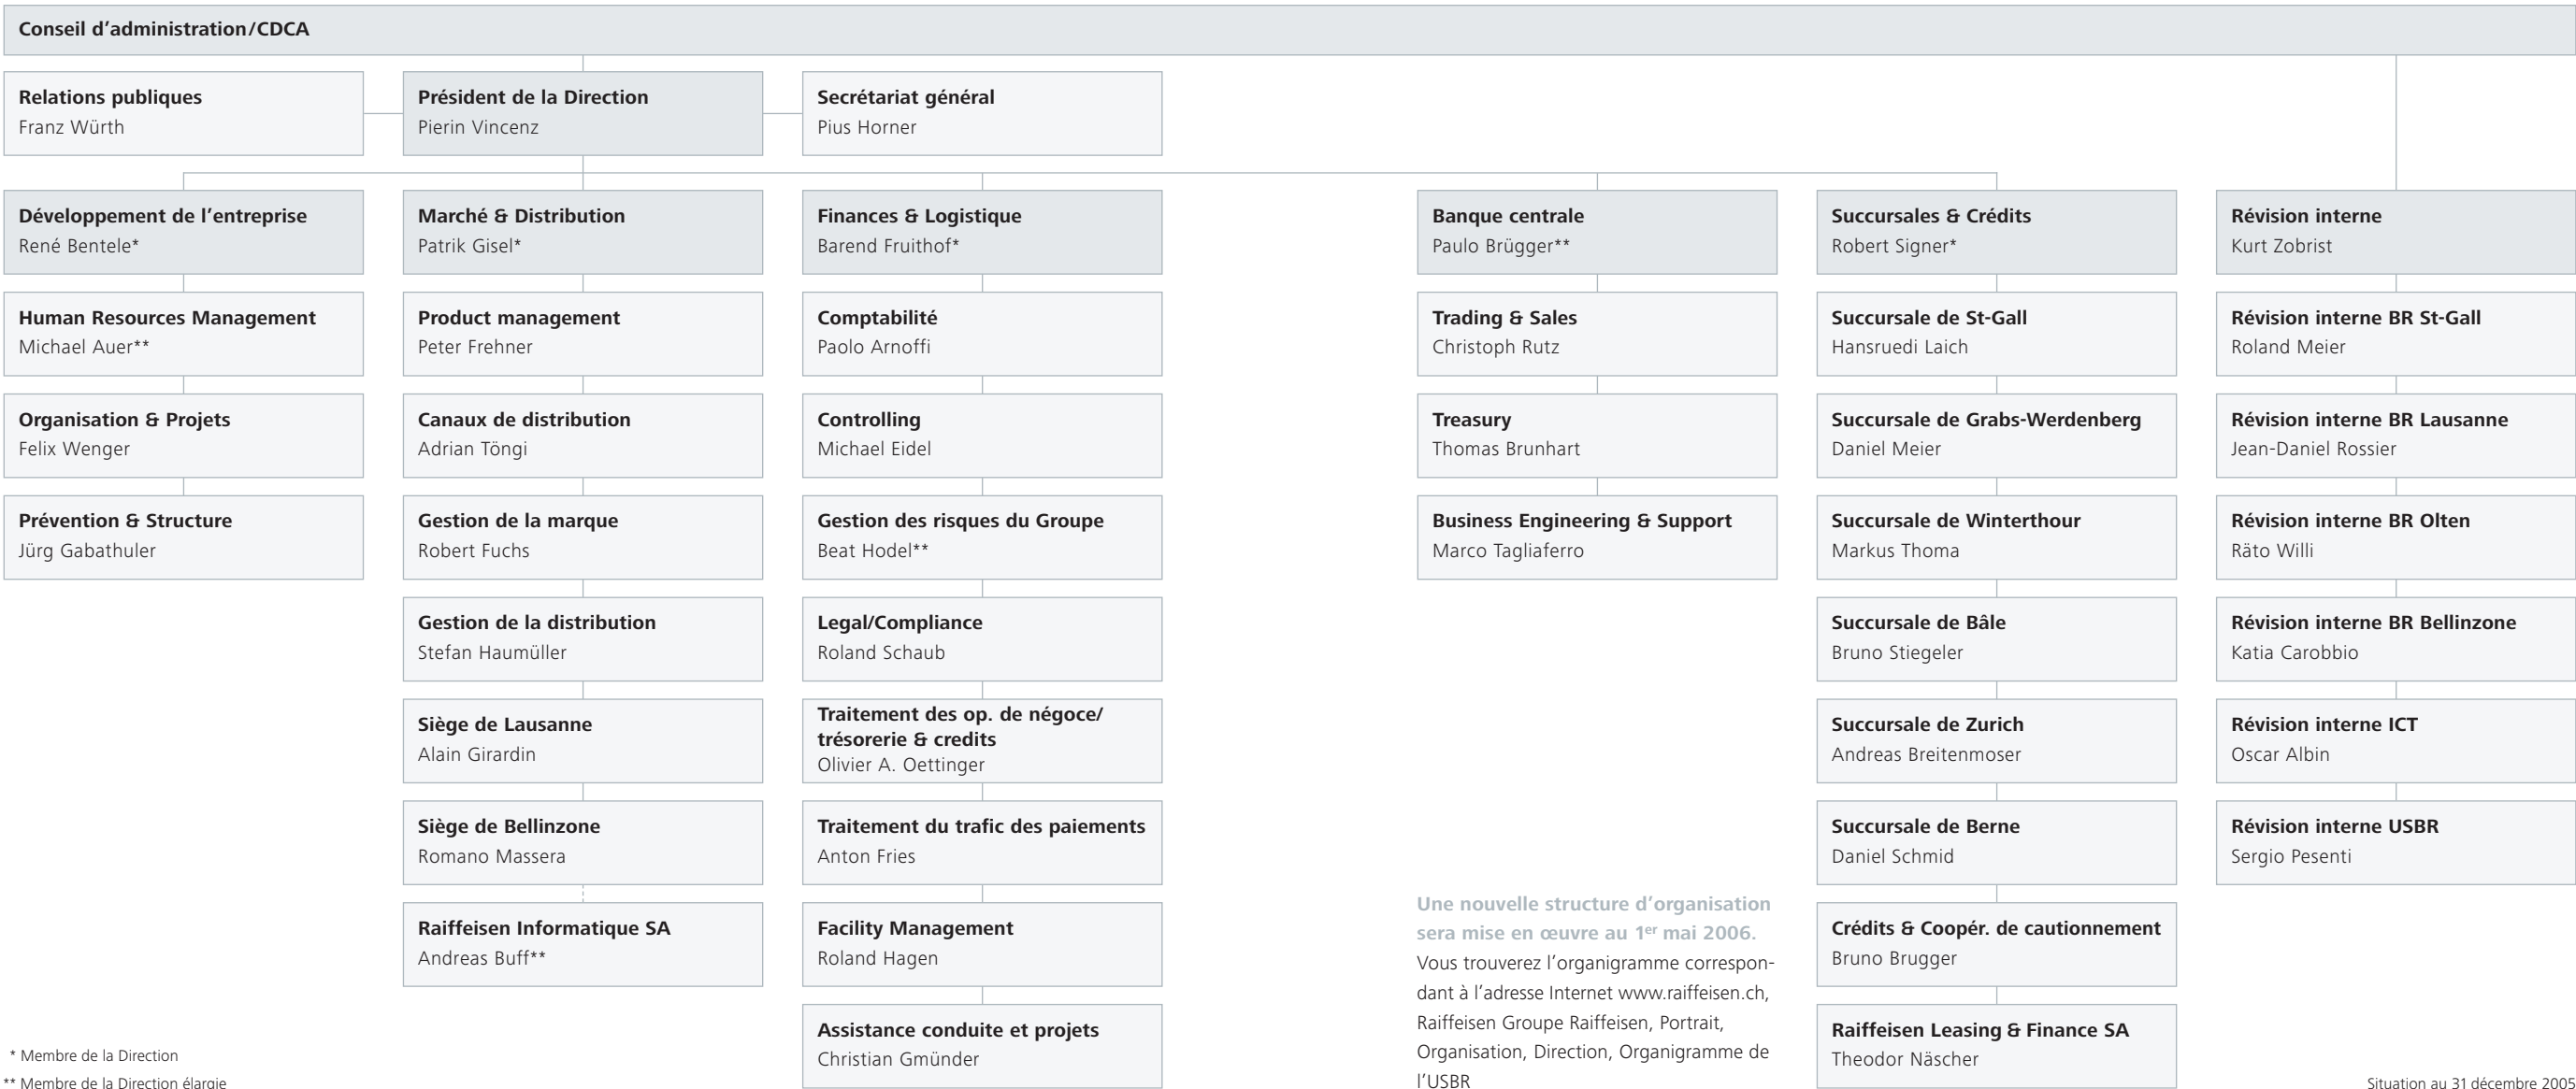 Conseil d’administration/CDCA
Relations publiques
Franz Würth
Président de la Direction
Pierin Vincenz
Secrétariat général
Pius Horner
Développement de l’entreprise
René Bentele*
Human Resources Management
Michael Auer**
Organisation & Projets
Felix Wenger
Prévention & Structure
Jürg Gabathuler
Marché & Distribution
Patrik Gisel*
Product management
Peter Frehner
Canaux de distribution
Adrian Töngi
Gestion de la marque
Robert Fuchs
Gestion de la distribution
Stefan Haumüller
Siège de Lausanne
Alain Girardin
Siège de Bellinzone
Romano Massera
Raiffeisen Informatique SA
Andreas Buff**
Finances & Logistique
Barend Fruithof*
Comptabilité
Paolo Arnoffi
Controlling
Michael Eidel
Gestion des risques du Groupe
Beat Hodel**
Legal/Compliance
Roland Schaub
Traitement des op. de négoce/
trésorerie & credits
Olivier A. Oettinger
Traitement du trafic des paiements
Anton Fries
Facility Management
Roland Hagen
Assistance conduite et projets
Christian Gmünder
Banque centrale
Paulo Brügger**
Trading & Sales
Christoph Rutz
Treasury
Thomas Brunhart
Business Engineering & Support
Marco Tagliaferro
Succursales & Crédits
Robert Signer*
Succursale de St-Gall
Hansruedi Laich
Succursale de Grabs-Werdenberg
Daniel Meier
Succursale de Winterthour
Markus Thoma
Succursale de Bâle
Bruno Stiegeler
Succursale de Zurich
Andreas Breitenmoser
Succursale de Berne
Daniel Schmid
Crédits & Coopér. de cautionnement
Bruno Brugger
Raiffeisen Leasing & Finance SA
Theodor Näscher
Révision interne
Kurt Zobrist
Révision interne BR St-Gall
Roland Meier
Révision interne BR Lausanne
Jean-Daniel Rossier
Révision interne BR Olten
Räto Willi
Révision interne BR Bellinzone
Katia Carobbio
Révision interne ICT
Oscar Albin
Révision interne USBR
Sergio Pesenti
Une nouvelle structure d’organisation
sera mise en œuvre au 1er mai 2006.
Vous trouverez l’organigramme correspon-
dant à l’adresse Internet www.raiffeisen.ch,
Raiffeisen Groupe Raiffeisen, Portrait,
Organisation, Direction, Organigramme de
l’USBR
* Membre de la Direction
** Membre de la Direction élargie
Situation au 31 décembre 2005